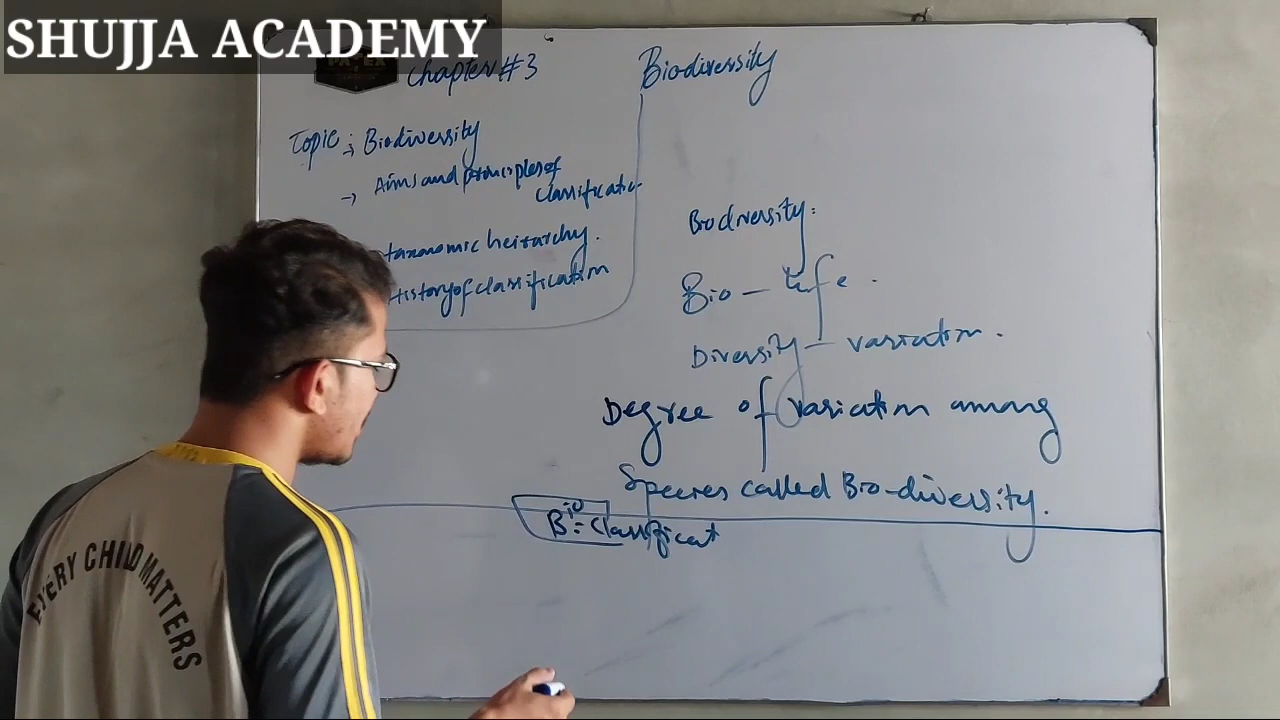 SHUJJA ACADEMY
Chapter #3
Topic ; Biodiversity
→ Aims and principles of
classification
taxonomic heirarchy.
History of classification
Biodiversity
Biodiversity:
Bio - Life .
Diversity - variation.
Degree of variation among
Species called Bio-diversity.
Bio: Classificat
EVERY CHILD MATTERS